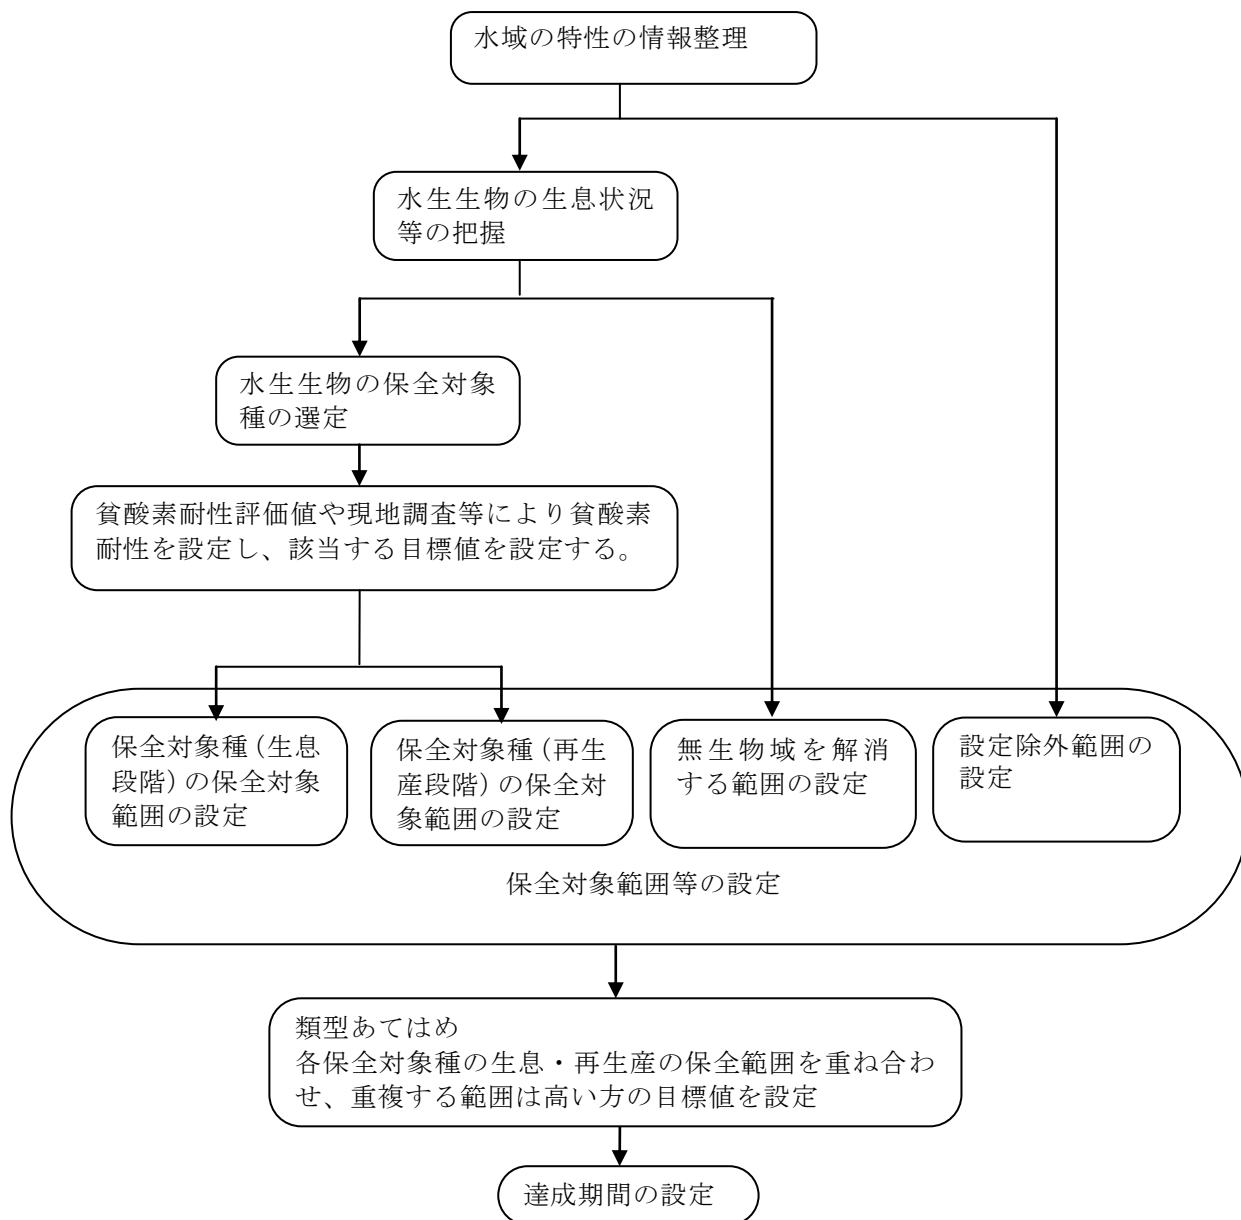 水域の特性の情報整理
水生生物の生息状況
等の把握
水生生物の保全対象
種の選定
貧酸素耐性評価値や現地調査等により貧酸素
耐性を設定し、該当する目標値を設定する。
保全対象種(生息
段階)の保全対象
範囲の設定
保全対象種(再生
産段階)の保全対
象範囲の設定
無生物域を解消
する範囲の設定
設定除外範囲の
設定
保全対象範囲等の設定
類型あてはめ
各保全対象種の生息・再生産の保全範囲を重ね合わ
せ、重複する範囲は高い方の目標値を設定
達成期間の設定